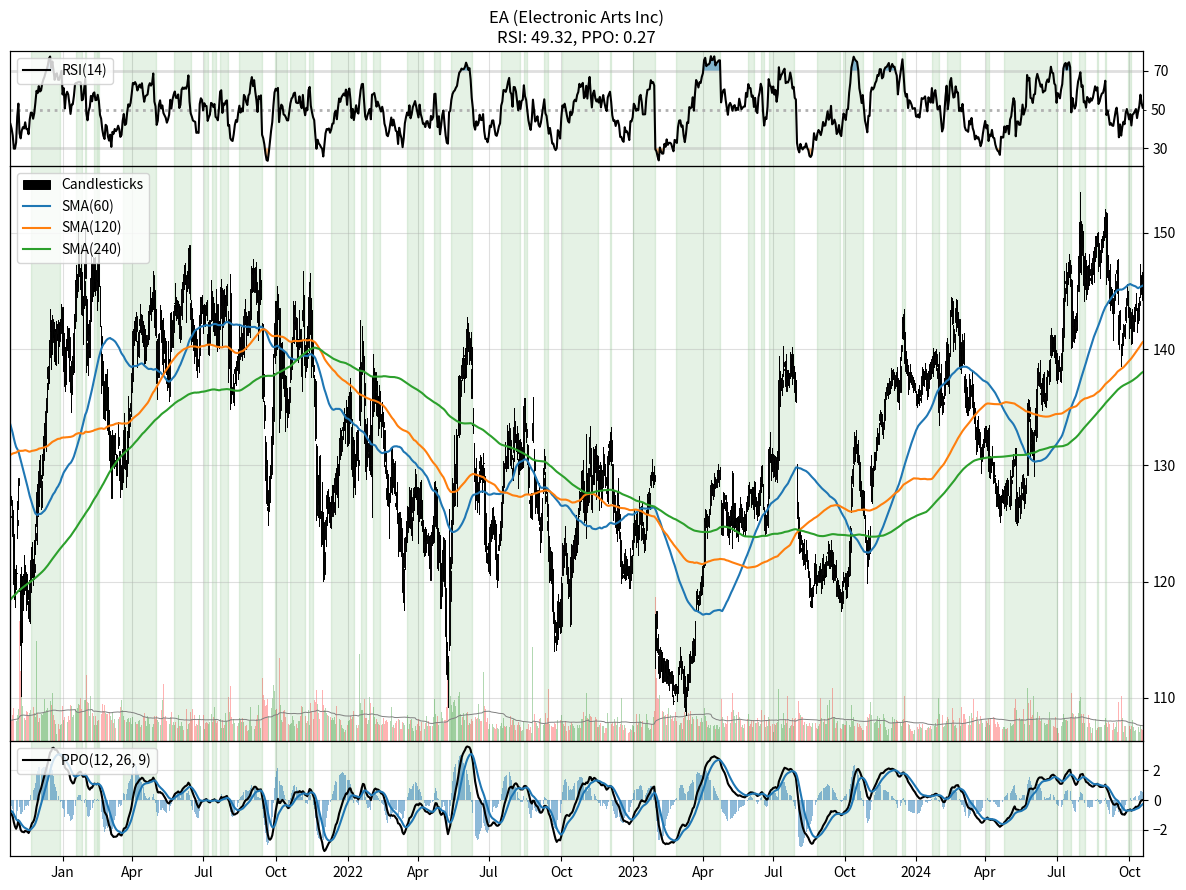 EA (Electronic Arts Inc)
RSI: 49.32, PPO: 0.27
RSI(14)
70
50
30
Candlesticks
SMA(60)
SMA(120)
SMA(240)
150
140
130
120
110
PPO(12, 26, 9)
2
0
−2
Jan Apr Jul Oct 2022 Apr Jul Oct 2023 Apr Jul Oct 2024 Apr Jul Oct